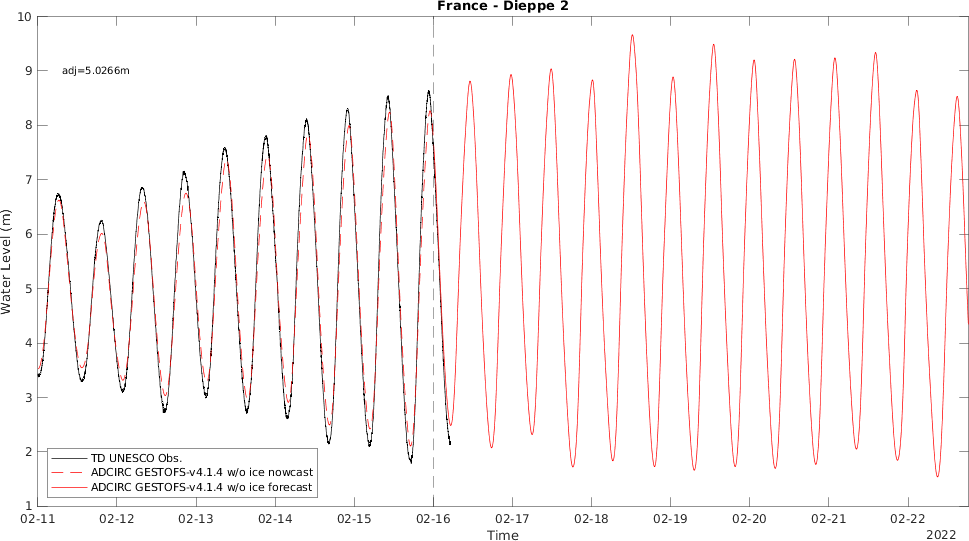 France - Dieppe 2
10
9
8
7
6
5
4
3
2
1
Water Level (m)
adj=5.0266m
TD UNESCO Obs.
ADCIRC GESTOFS-v4.1.4 w/o ice nowcast
ADCIRC GESTOFS-v4.1.4 w/o ice forecast
02-11 02-12 02-13 02-14 02-15 02-16 02-17 02-18 02-19 02-20 02-21 02-22
Time
2022